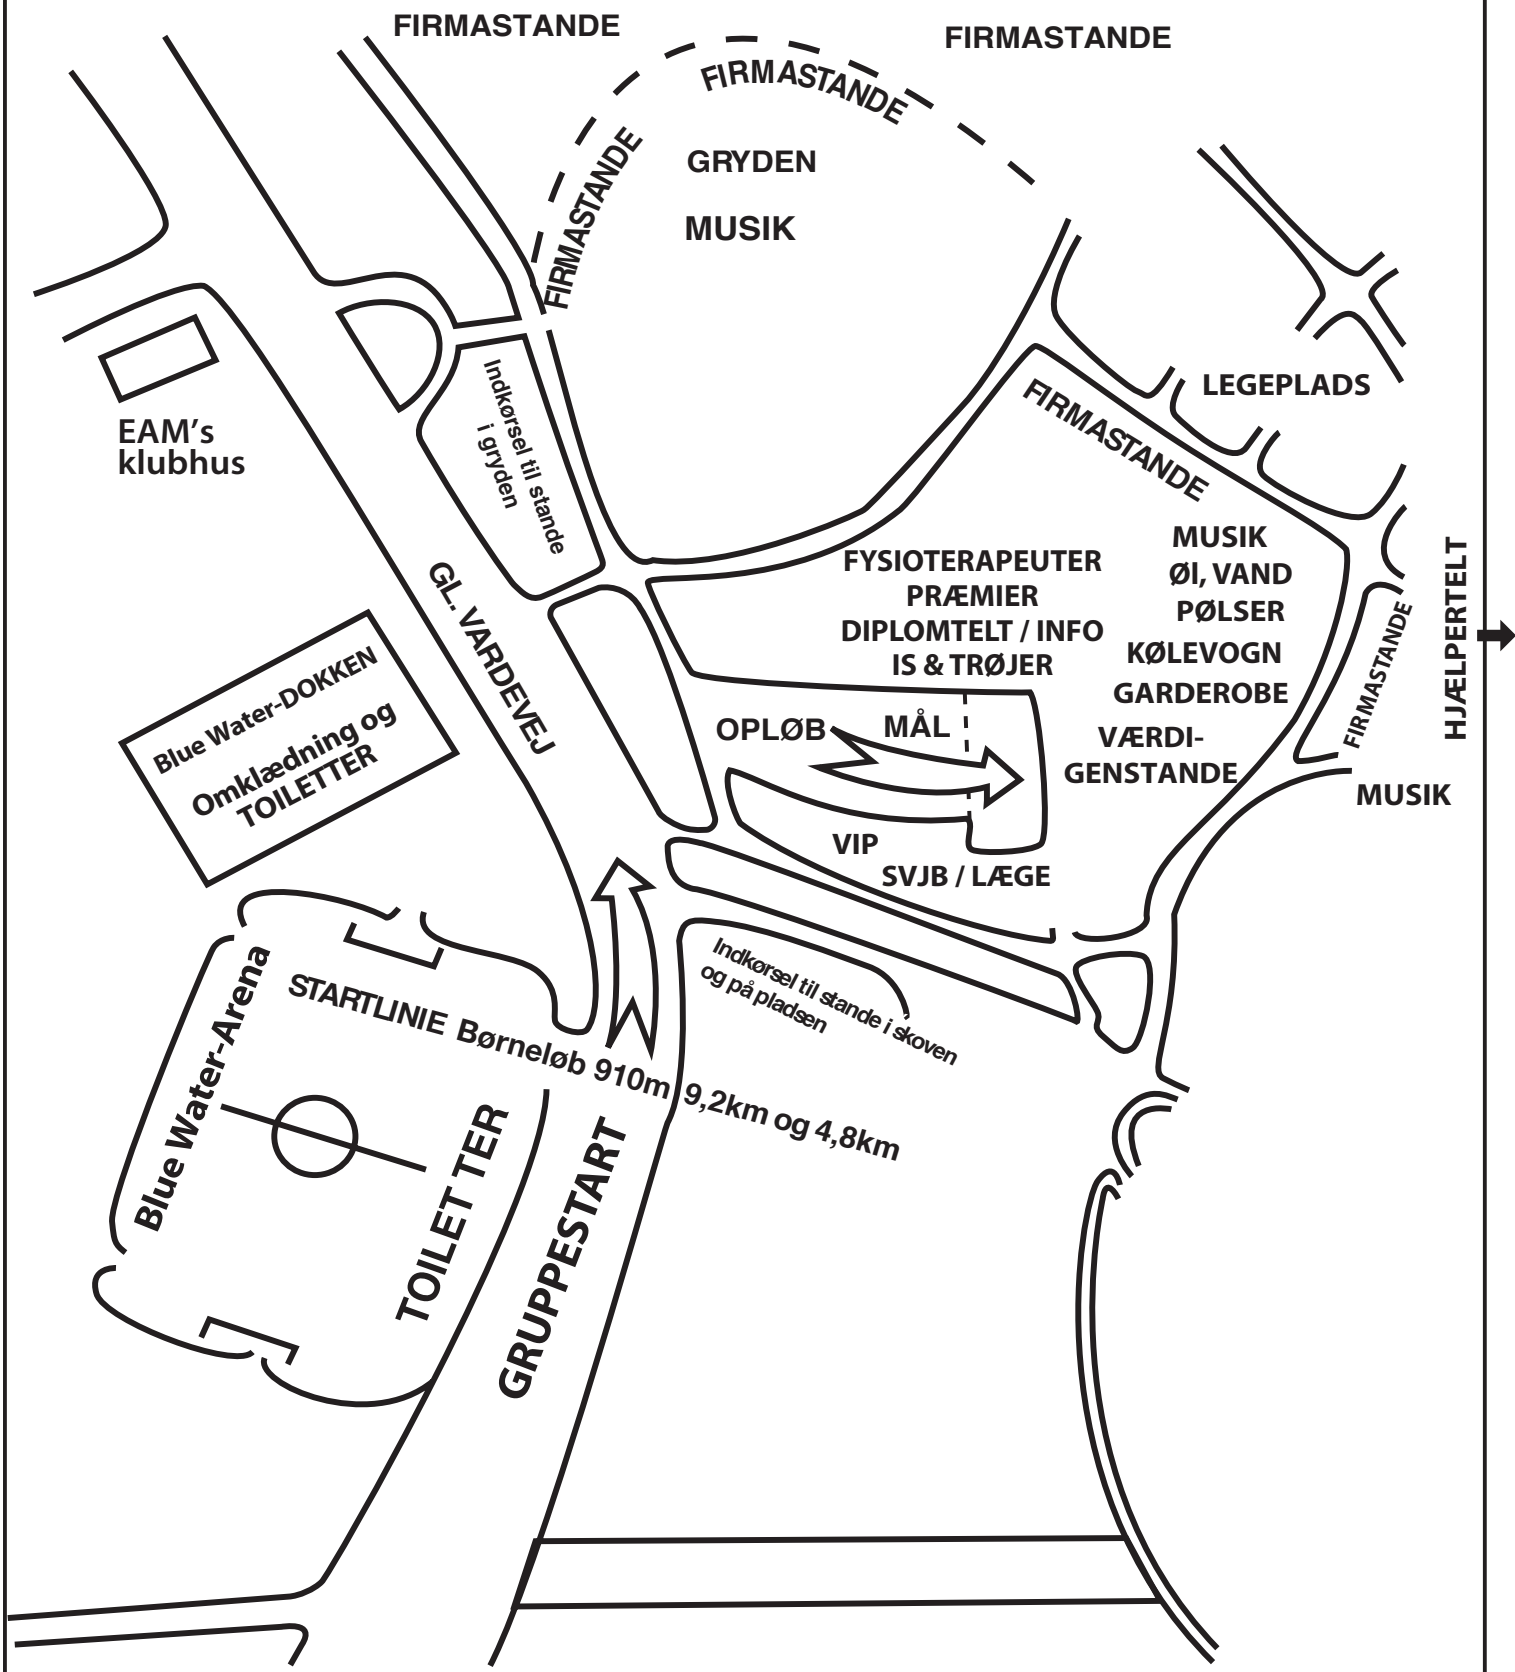 FIRMASTANDE
FIRMASTANDE
FIRMASTANDE
FIRMASTANDE
GRYDEN
MUSIK
LEGEPLADS
EAM's
klubhus
Indkørsel til stande
i gryden
FIRMASTANDE
MUSIK
Øl, VAND
PØLSER
KØLEVOGN
GARDEROBE
VÆRDI-
GENSTANDE
FYSIOTERAPEUTER
PRÆMIER
DIPLOMTELT / INFO
IS & TRØJER
HJÆLPERTELT
FIRMASTANDE
GL. VARDEVEJ
Blue Water-DOKKEN
Omklædning og
TOILETTER
OPLØB
MÅL
MUSIK
VIP
SVJB / LÆGE
Indkørsel til stande i skoven
og på pladsen
Blue Water-Arena
STARTLINIE Børneløb 910m 9,2km og 4,8km
TOILET TER
GRUPPESTART